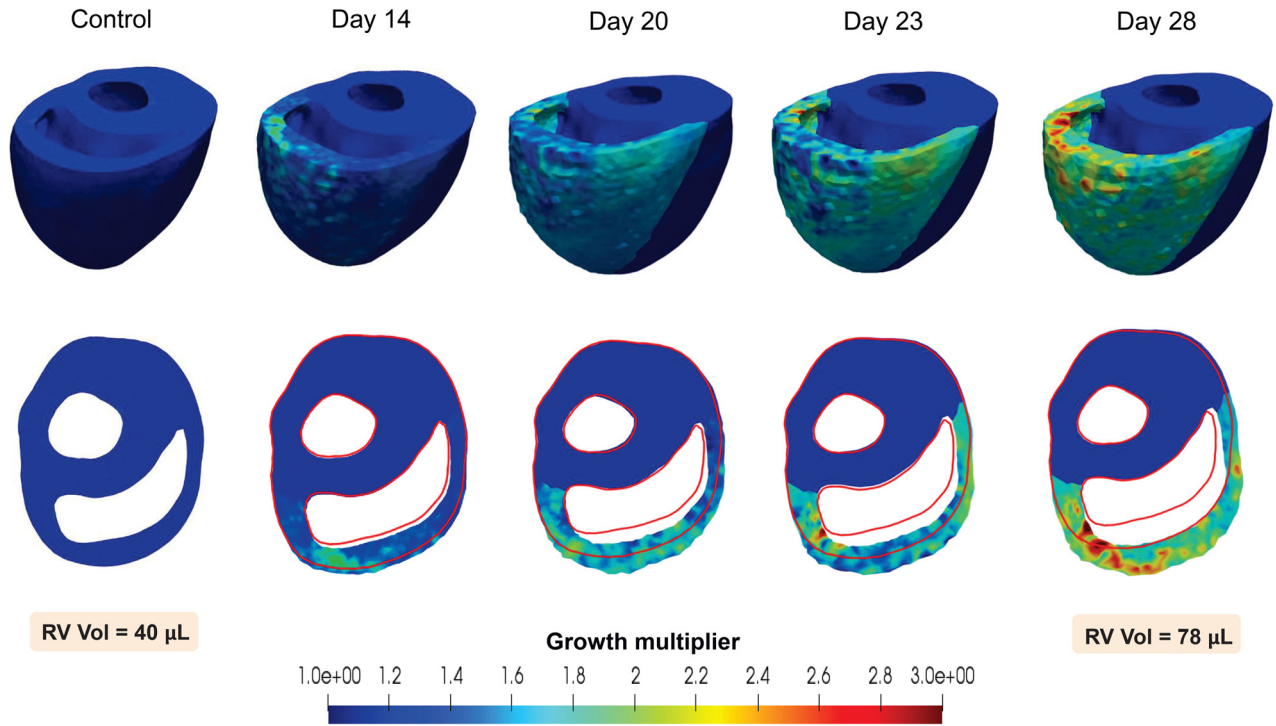 Control
Day 14
Day 20
Day 23
Day 28
RV Vol = 40 µL
RV Vol = 78 µL
Growth multiplier
1.0e+00 1.2 1.4 1.6 1.8 2 2.2 2.4 2.6 2.8 3.0e+00